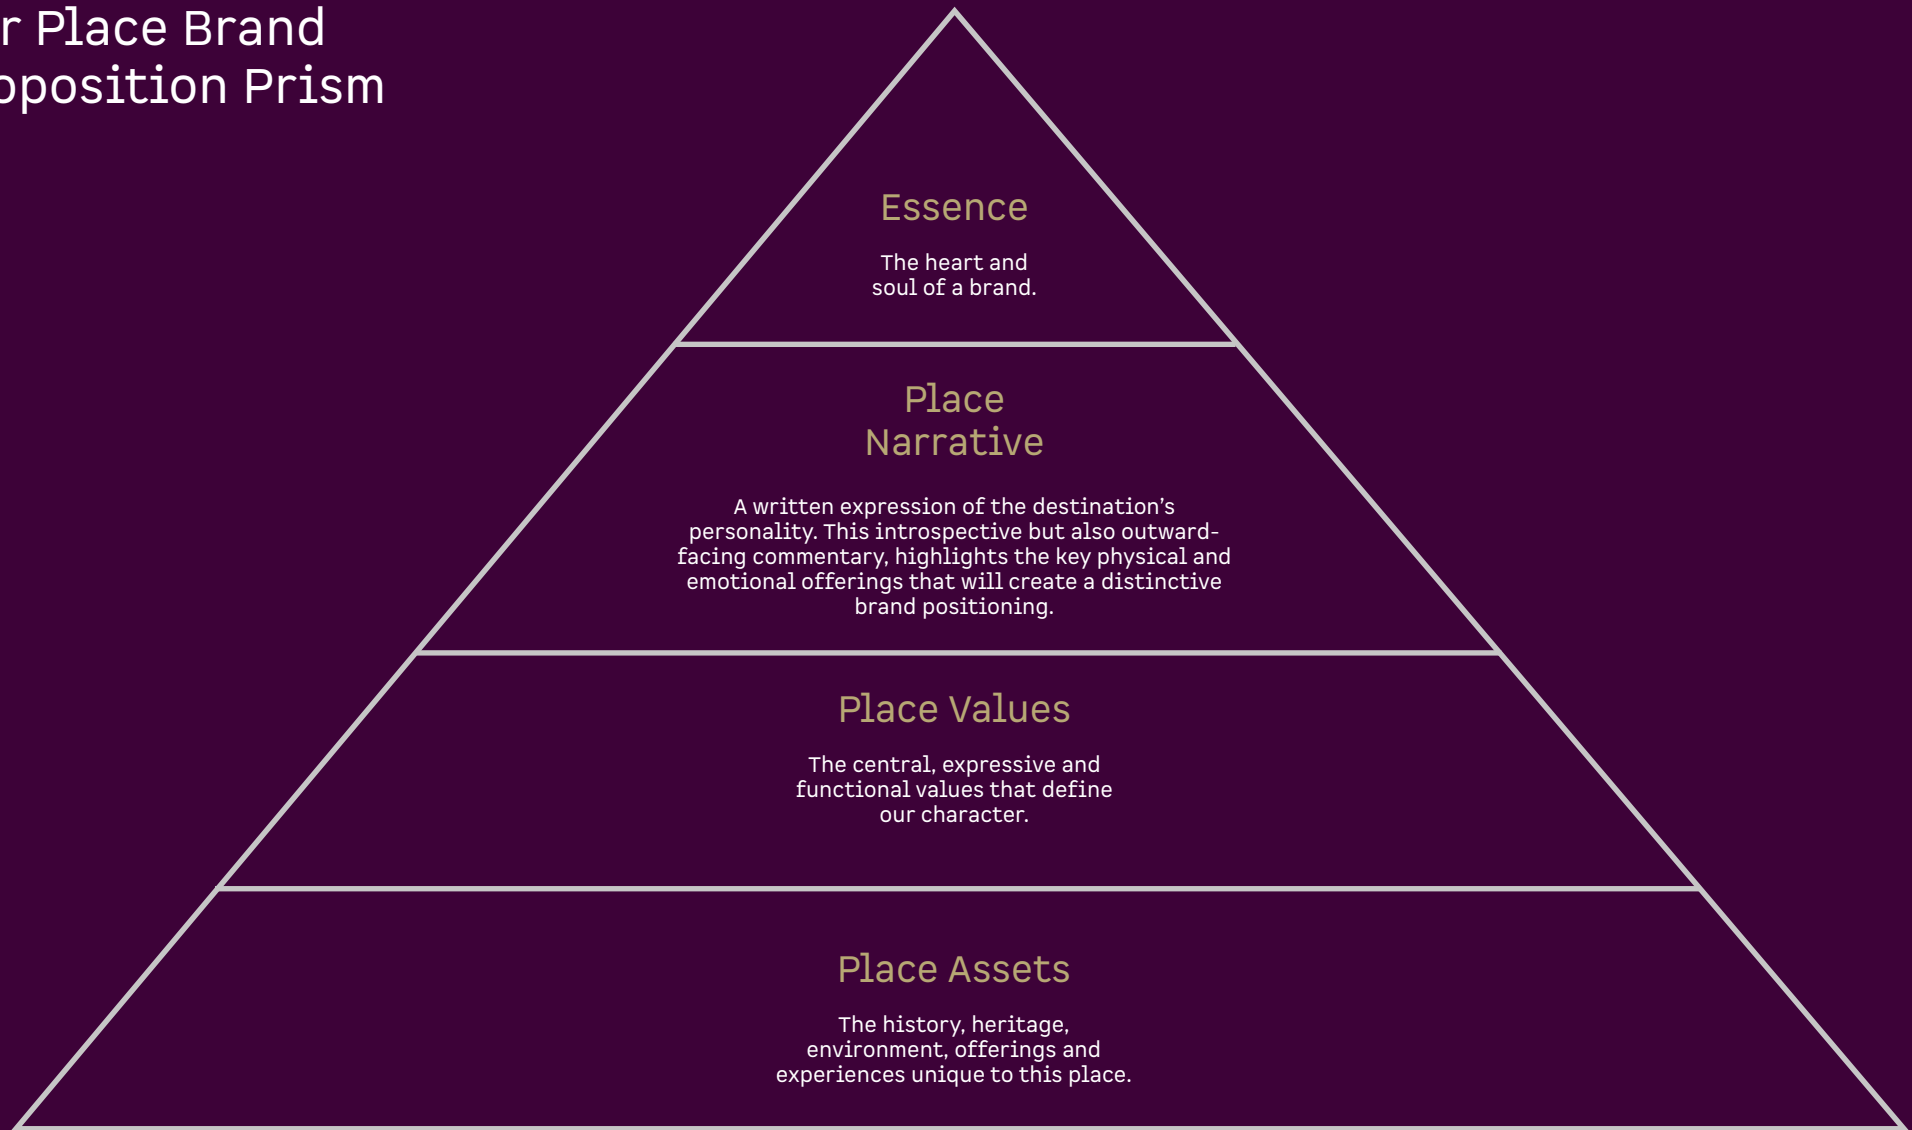 r Place Brand
position Prism
Essence
The heart and
soul of a brand.
Place
Narrative
A written expression of the destination’s
personality. This introspective but also outward-
facing commentary, highlights the key physical and
emotional offerings that will create a distinctive
brand positioning.
Place Values
The central, expressive and
functional values that define
our character.
Place Assets
The history, heritage,
environment, offerings and
experiences unique to this place.